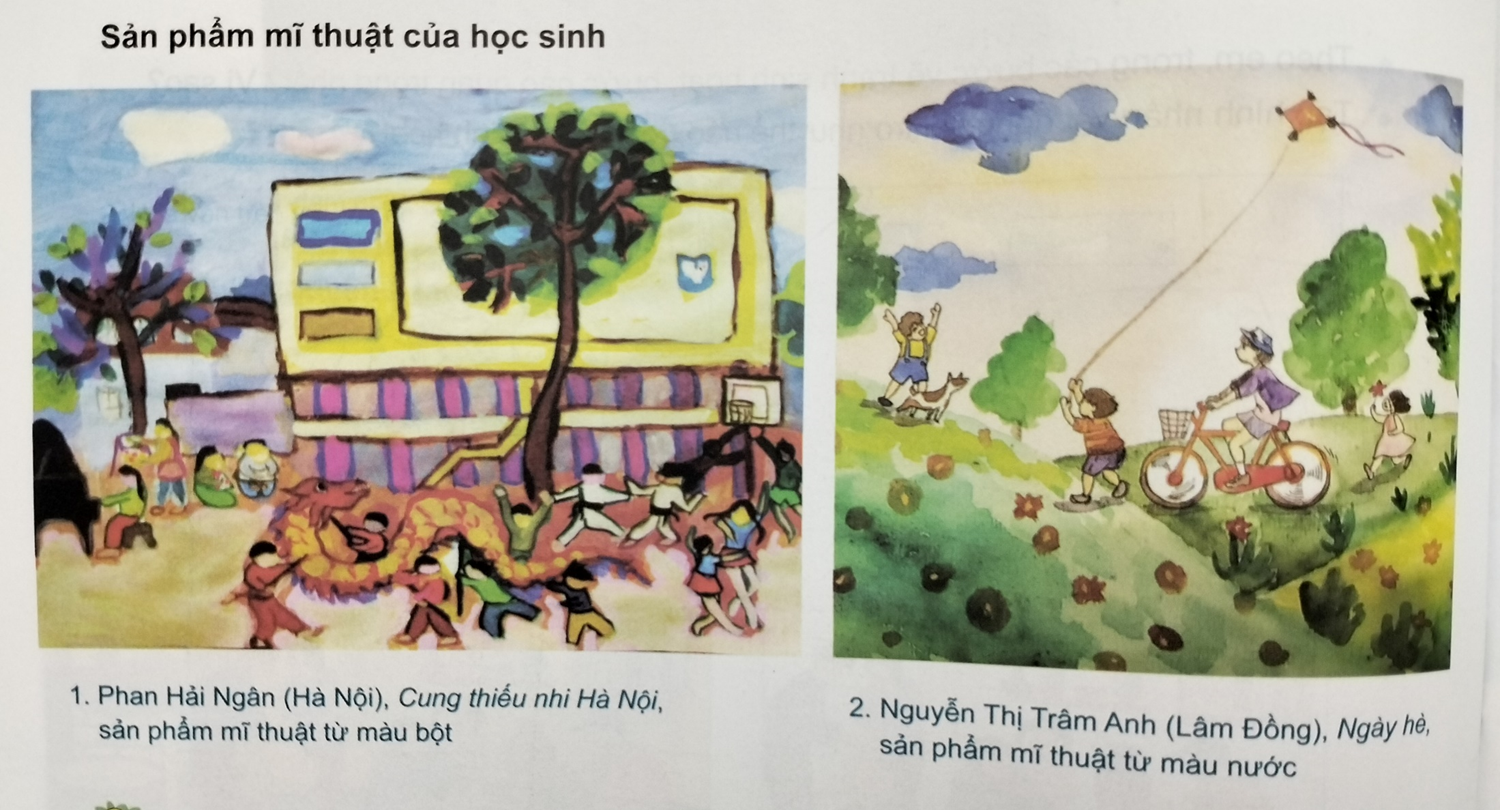 Sản phẩm mĩ thuật của học sinh
1. Phan Hải Ngân (Hà Nội), Cung thiếu nhi Hà Nội,
sản phẩm mĩ thuật từ màu bột
2. Nguyễn Thị Trâm Anh (Lâm Đồng), Ngày hè,
sản phẩm mĩ thuật từ màu nước